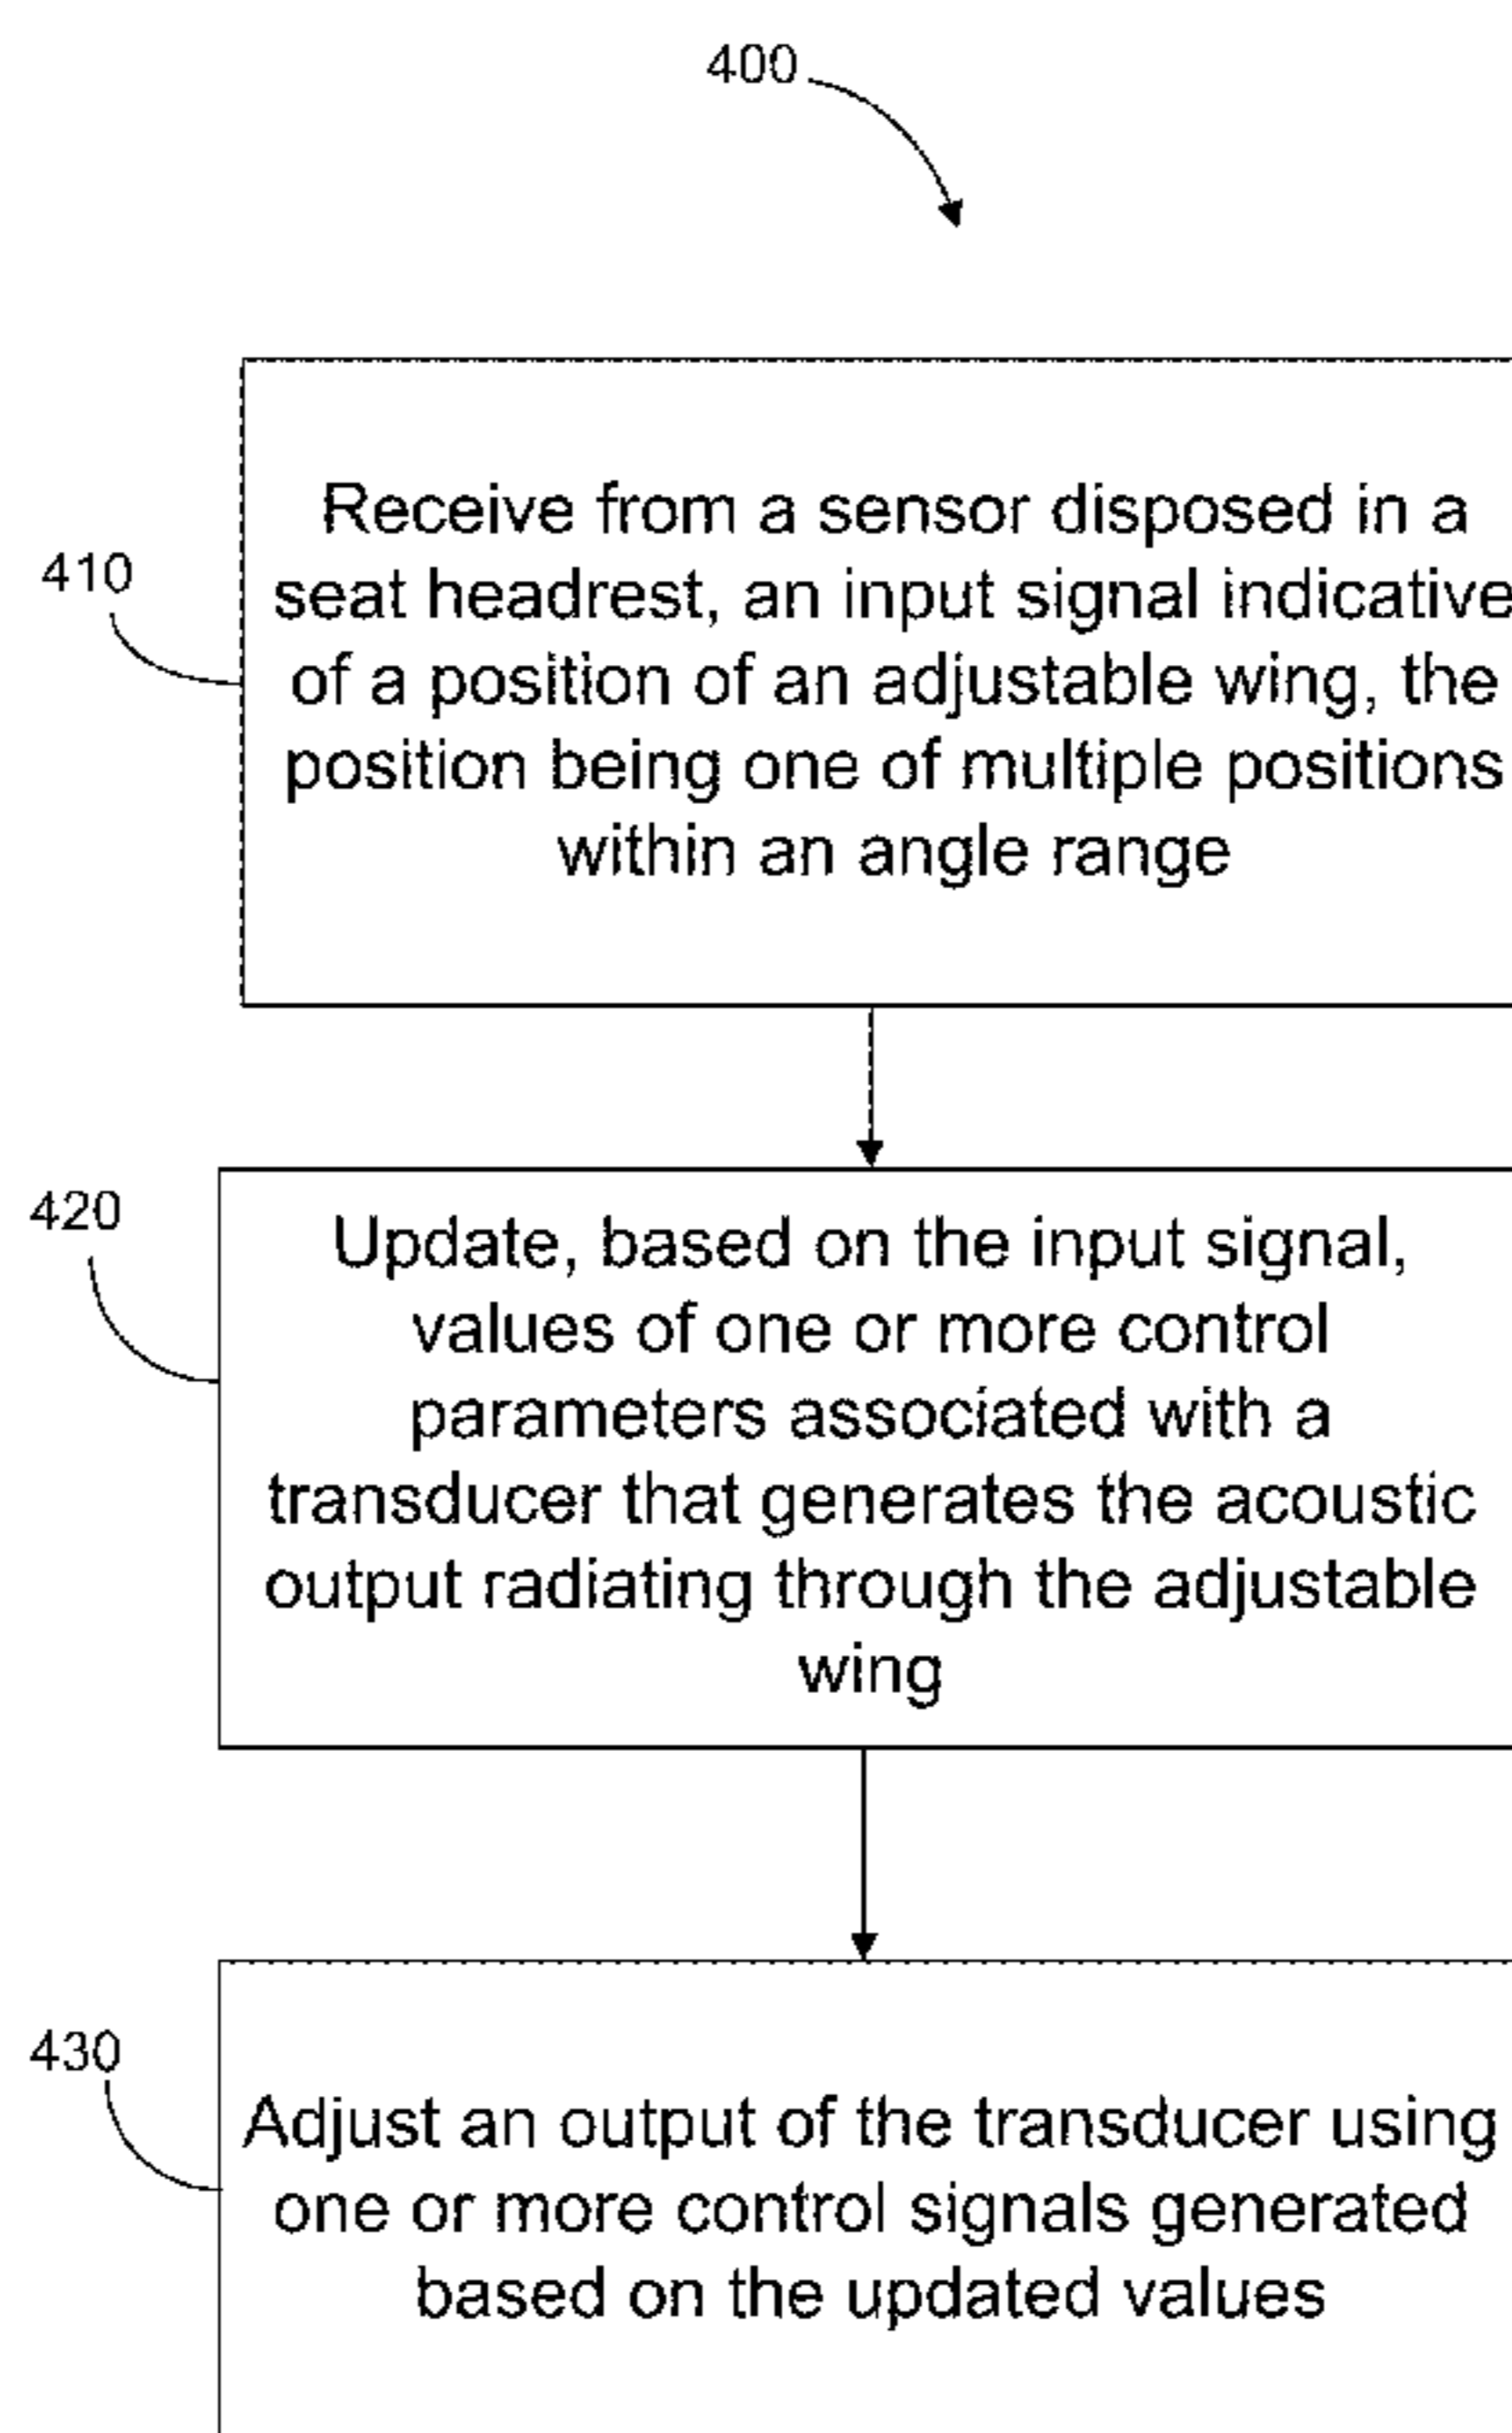 400
410
Receive from a sensor disposed in a
seat headrest, an input signal indicative
of a position of an adjustable wing, the
position being one of multiple positions
within an angle range
420
Update, based on the input signal,
values of one or more control
parameters associated with a
transducer that generates the acoustic
output radiating through the adjustable
wing
430
Adjust an output of the transducer using
one or more control signals generated
based on the updated values